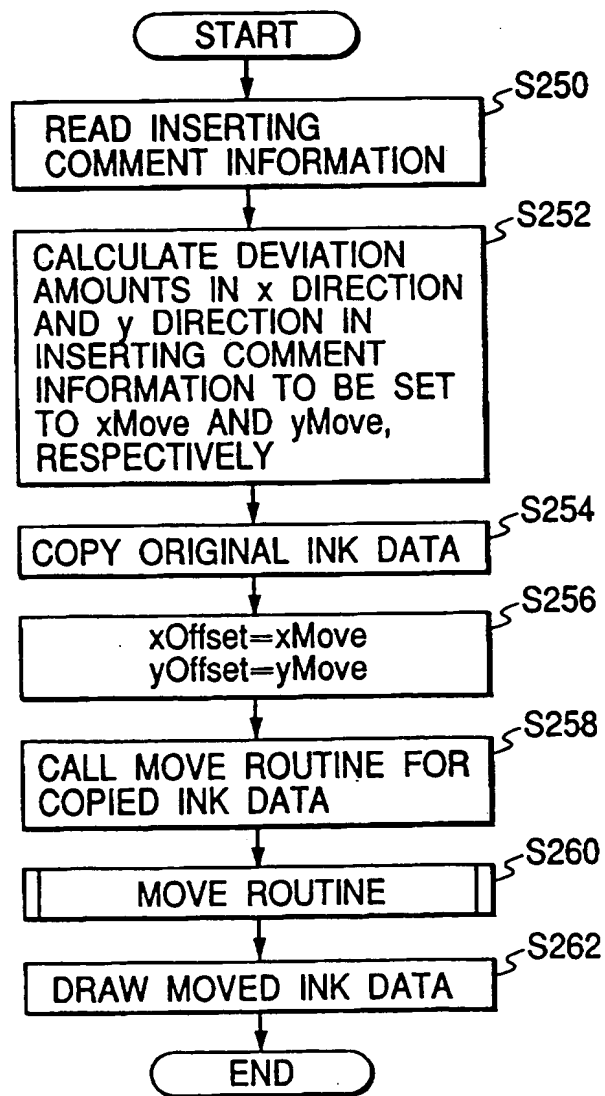 START
S250
READ INSERTING
COMMENT INFORMATION
S252
CALCULATE DEVIATION
AMOUNTS IN x DIRECTION
AND y DIRECTION IN
INSERTING COMMENT
INFORMATION TO BE SET
TO xMove AND yMove,
RESPECTIVELY
S254
COPY ORIGINAL INK DATA
S256
xOffset=xMove
yOffset=yMove
S258
CALL MOVE ROUTINE FOR
COPIED INK DATA
S260
MOVE ROUTINE
S262
DRAW MOVED INK DATA
END